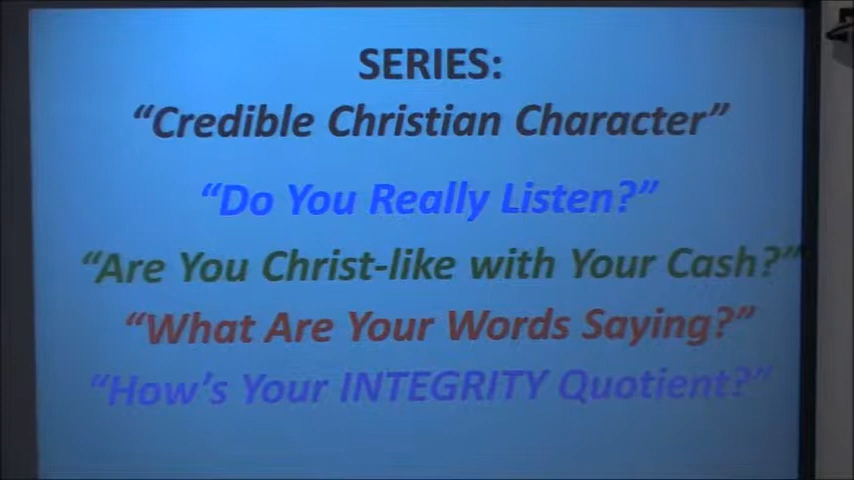 SERIES:
“Credible Christian Character”
“Do You Really Listen?”
“Are You Christ-like with Your Cash?”
“What Are Your Words Saying?”
“How’s Your INTEGRITY Quotient?”